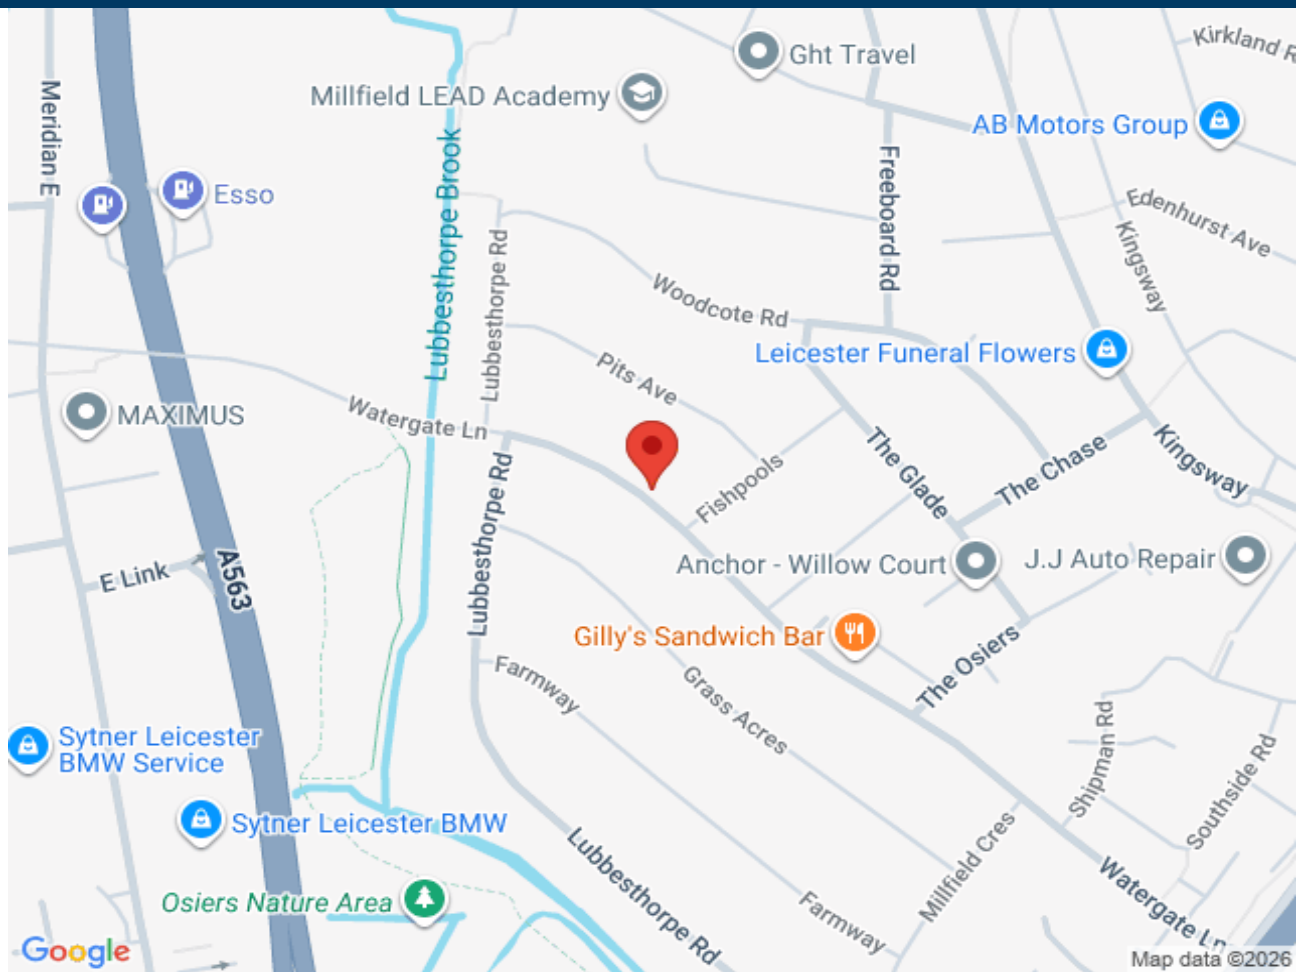 Kirkland R
Ght Travel
Millfield LEAD Academy
AB Motors Group
Meridian E
Lubbesthorpe Brook
Freeboard Rd
Esso
Edenhurst Ave
Kingsway
Lubbesthorpe Rd
Woodcote Rd
Leicester Funeral Flowers
Pits Ave
MAXIMUS
Watergate Ln
The Glade
The Chase
Kingsway
Lubbesthorpe Rd
Fishpools
E Link
A563
Anchor - Willow Court
J.J Auto Repair
Gilly's Sandwich Bar
The Osiers
Farmway
Grass Acres
Shipman Rd
Southside Rd
Sytner Leicester
BMW Service
Sytner Leicester BMW
Lubbesthorpe Rd
Millfield Cres
Watergate Ln
Osiers Nature Area
Farmway
Google
Map data ©2026